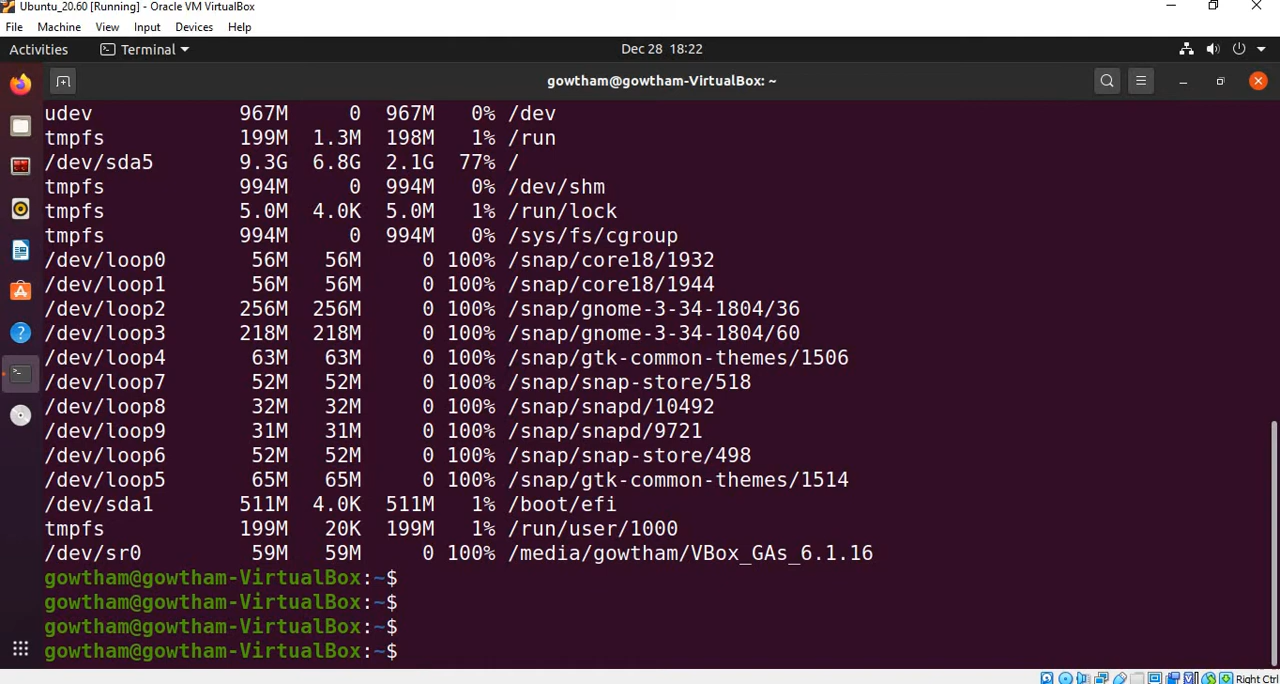 Ubuntu_20.60 [Running] - Oracle VM VirtualBox
File Machine View Input Devices Help
Activities Terminal Dec 28 18:22
gowtham@gowtham-VirtualBox: ~
udev 967M 0 967M 0% /dev
tmpfs 199M 1.3M 198M 1% /run
/dev/sda5 9.3G 6.8G 2.1G 77% /
tmpfs 994M 0 994M 0% /dev/shm
tmpfs 5.0M 4.0K 5.0M 1% /run/lock
tmpfs 994M 0 994M 0% /sys/fs/cgroup
/dev/loop0 56M 56M 0 100% /snap/core18/1932
/dev/loop1 56M 56M 0 100% /snap/core18/1944
/dev/loop2 256M 256M 0 100% /snap/gnome-3-34-1804/36
/dev/loop3 218M 218M 0 100% /snap/gnome-3-34-1804/60
/dev/loop4 63M 63M 0 100% /snap/gtk-common-themes/1506
/dev/loop7 52M 52M 0 100% /snap/snap-store/518
/dev/loop8 32M 32M 0 100% /snap/snapd/10492
/dev/loop9 31M 31M 0 100% /snap/snapd/9721
/dev/loop6 52M 52M 0 100% /snap/snap-store/498
/dev/loop5 65M 65M 0 100% /snap/gtk-common-themes/1514
/dev/sda1 511M 4.0K 511M 1% /boot/efi
tmpfs 199M 20K 199M 1% /run/user/1000
/dev/sr0 59M 59M 0 100% /media/gowtham/VBox_GAs_6.1.16
gowtham@gowtham-VirtualBox:~$
gowtham@gowtham-VirtualBox:~$
gowtham@gowtham-VirtualBox:~$
gowtham@gowtham-VirtualBox:~$
Right Ctrl